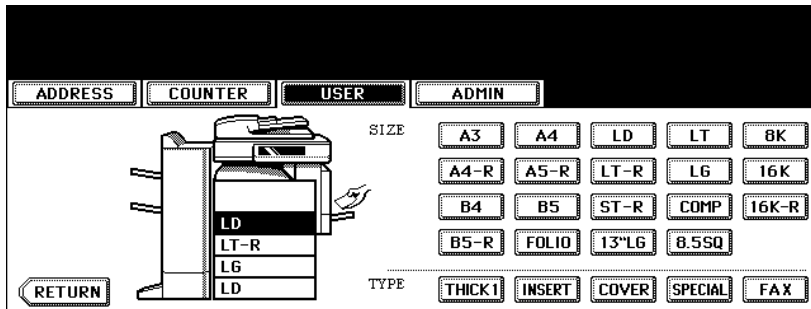 ADDRESS COUNTER USER ADMIN
SIZE A3 A4 LD LT 8K
A4-R A5-R LT-R LG 16K
B4 B5 ST-R COMP 16K-R
LD
LT-R
B5-R FOLIO 13"LG 8.5SQ
LG
LD
RETURN
TYPE THICK1 INSERT COVER SPECIAL FAX